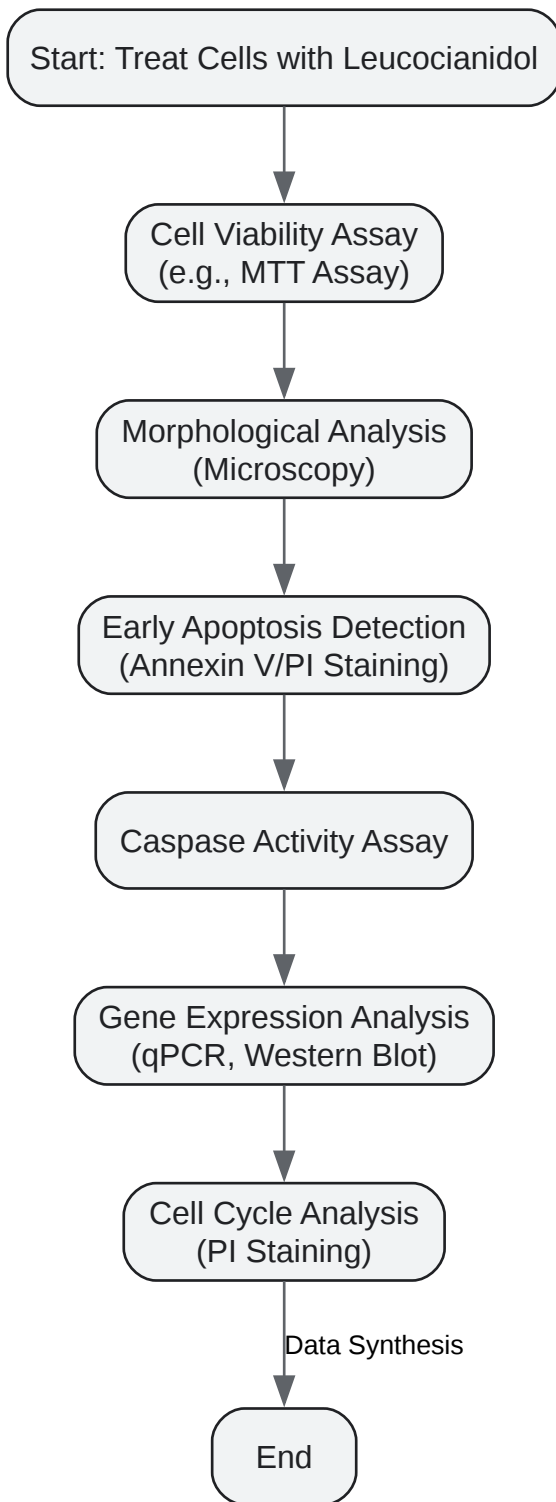 Start: Treat Cells with Leucocianidol
Cell Viability Assay
(e.g., MTT Assay)
Morphological Analysis
(Microscopy)
Early Apoptosis Detection
(Annexin V/PI Staining)
Caspase Activity Assay
Gene Expression Analysis
(qPCR, Western Blot)
Cell Cycle Analysis
(PI Staining)
Data Synthesis
End